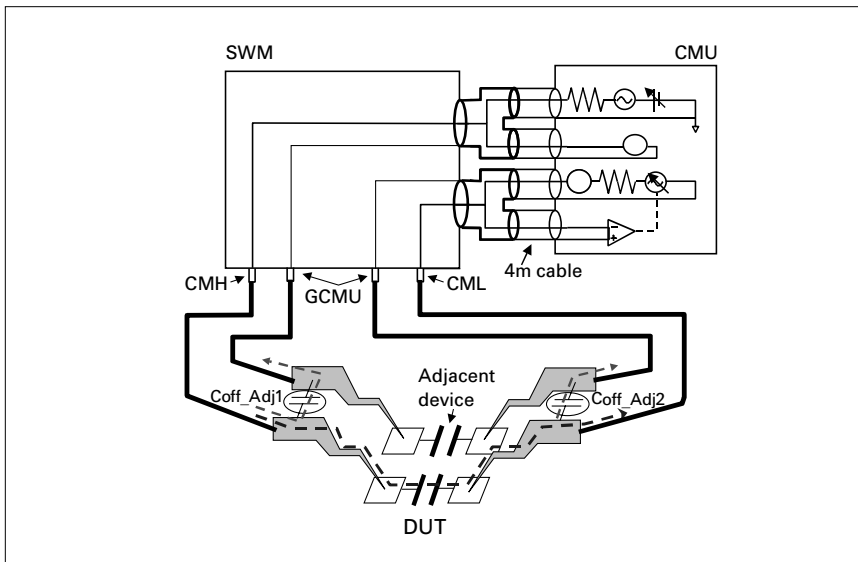 SWM
CMU
4m cable
CMH
GCMU
CML
Coff_Adj1
Adjacent
device
Coff_Adj2
DUT